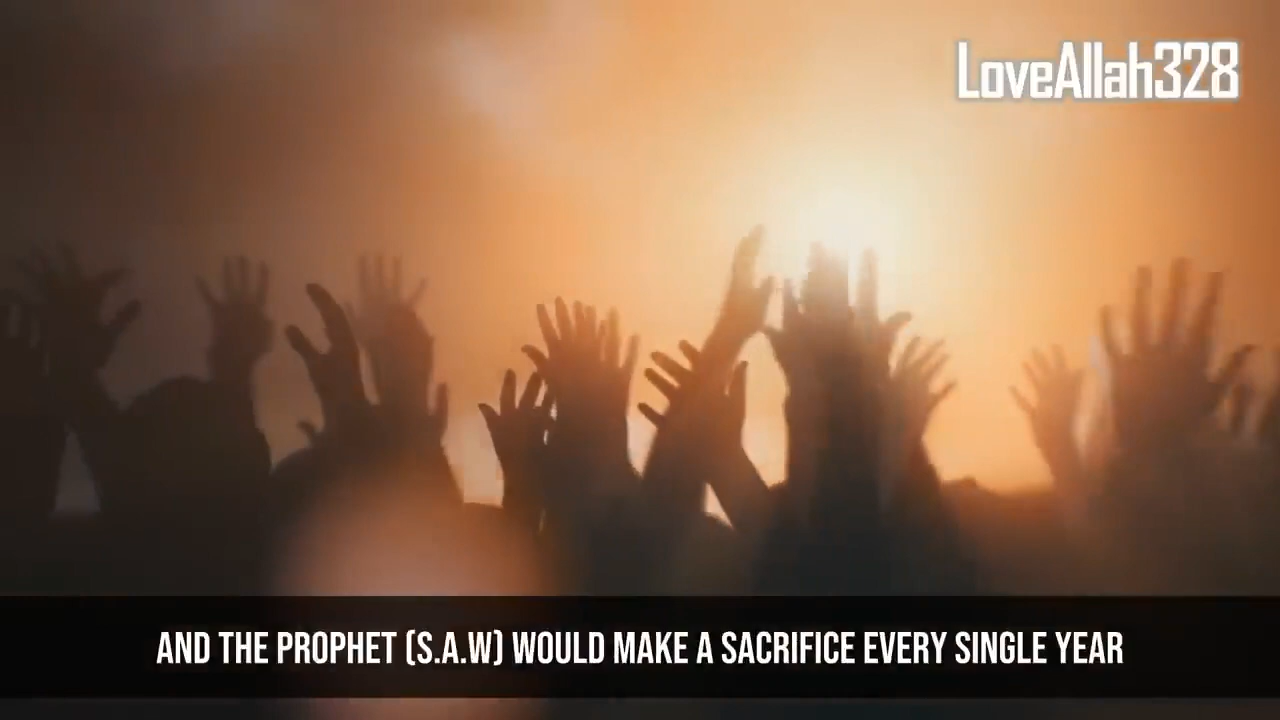 LoveAllah328
AND THE PROPHET (S.A.W) WOULD MAKE A SACRIFICE EVERY SINGLE YEAR